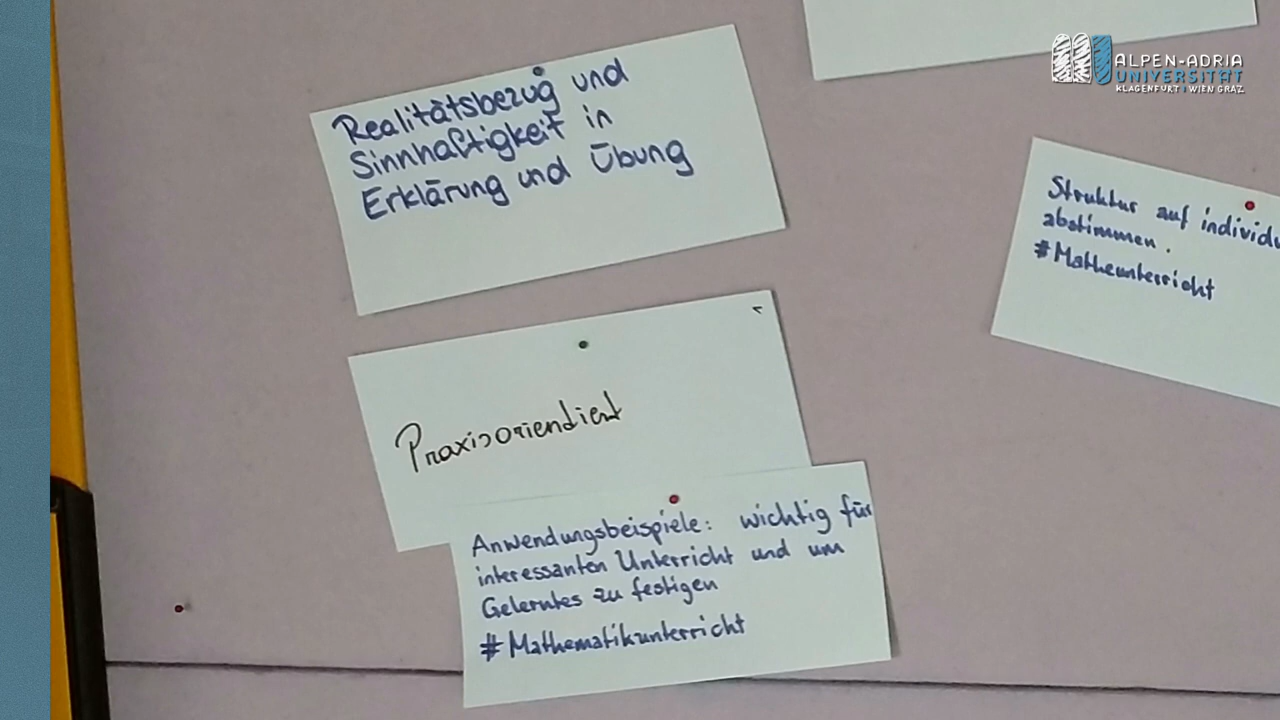 Realitätsbezug und
Sinnhaftigkeit in
Erklärung und Übung
Praxisoriendiert
Anwendungsbeispiele: wichtig für
interessanten Unterricht und um
Gelerntes zu festigen
#Mathematikunterricht
Struktur auf individu
abstimmen.
#Matheunterricht
ALPEN-ADRIA
UNIVERSITÄT
KLAGENFURT | WIEN GRAZ